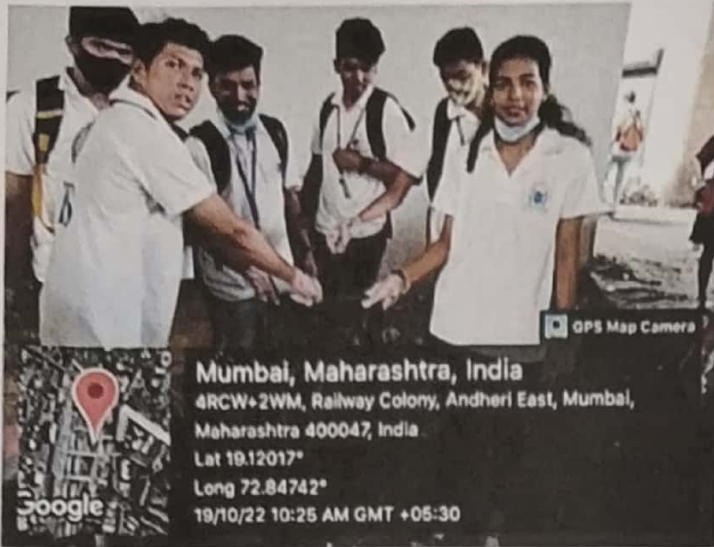 GPS Map Camera
Mumbai, Maharashtra, India
4RCW+2WM, Railway Colony, Andheri East, Mumbai,
Maharashtra 400047, India
Lat 19.12017°
Long 72.84742°
19/10/22 10:25 AM GMT +05:30
Google